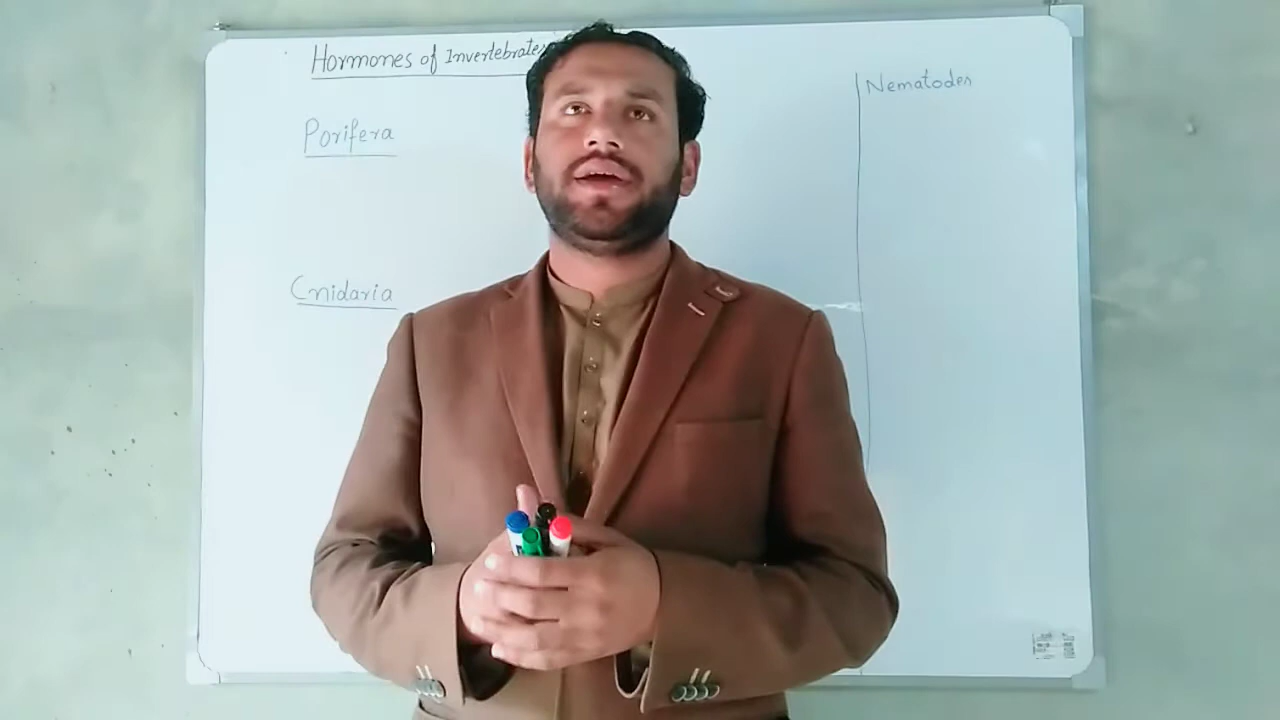 Hormones of Invertebrates
Porifera
Cnidaria
Nematodes